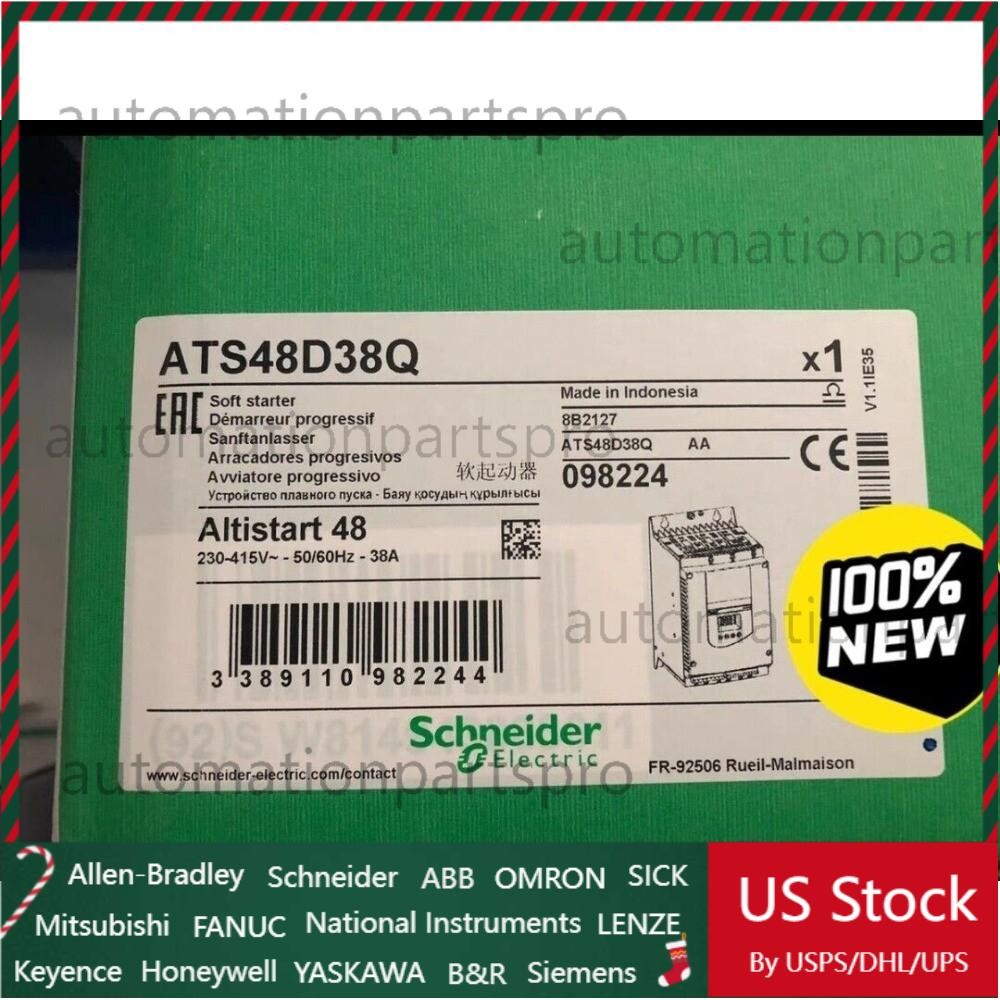 automationpartspro
automationpar
ATS48D38Q
x1
V1.1IE35
EAC
Soft starter
Démarreur progressif
Sanftanlasser
Arracadores progresivos
Avviatore progressivo
软起动器
Устройство плавного пуска - Баяу қосудың құрылғысы
Made in Indonesia
8B2127
ATS48D38Q AA
098224
CE
automationpartspro
Altistart 48
230-415V~ - 50/60Hz - 38A
3 389110 982244
100%
NEW
Schneider
Electric
www.schneider-electric.com/contact
FR-92506 Rueil-Malmaison
automationpartspro
Allen-Bradley Schneider ABB OMRON SICK
Mitsubishi FANUC National Instruments LENZE
Keyence Honeywell YASKAWA B&R Siemens
US Stock
By USPS/DHL/UPS